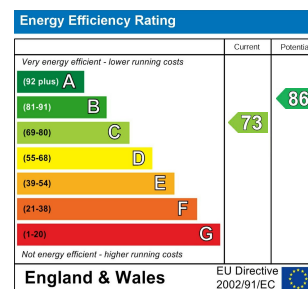 Energy Efficiency Rating
Current Potentia
Very energy efficient - lower running costs
(92 plus) A
(81-91) B
86
(69-80) C
73
(55-68) D
(39-54) E
(21-38) F
(1-20) G
Not energy efficient - higher running costs
England & Wales
EU Directive
2002/91/EC